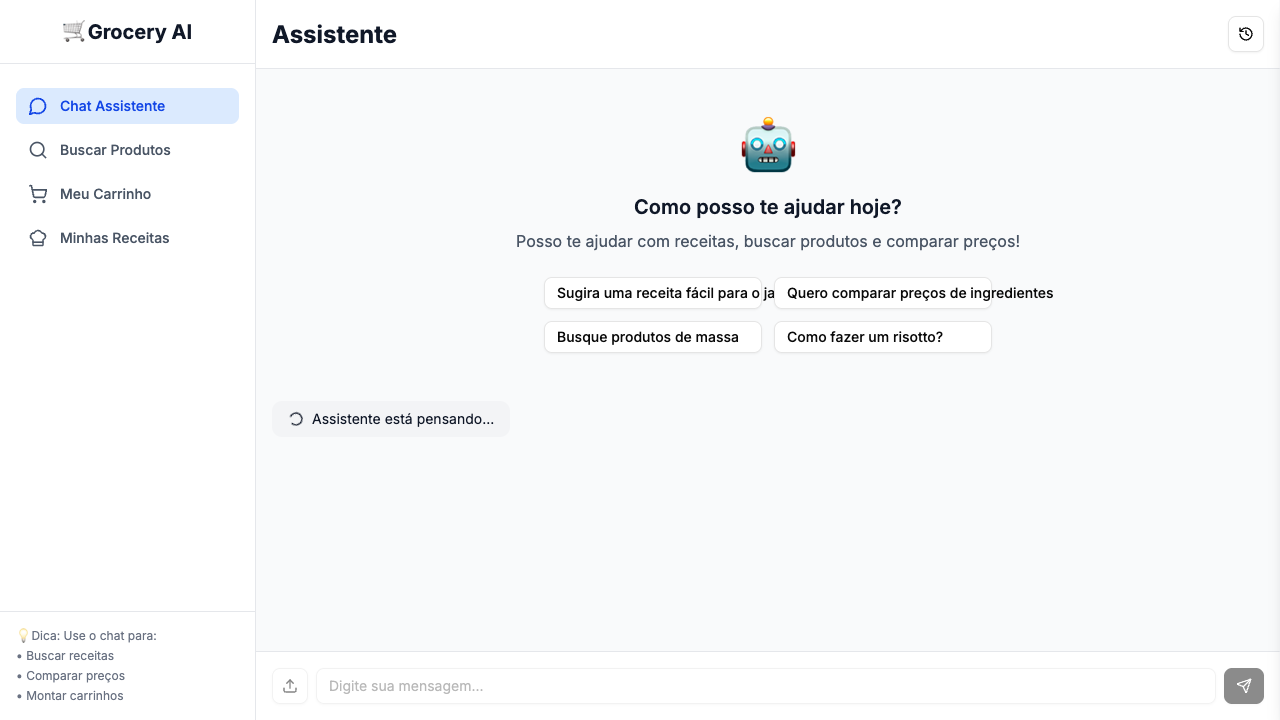 Grocery AI
Assistente
Chat Assistente
Buscar Produtos
Meu Carrinho
Minhas Receitas
Como posso te ajudar hoje?
Posso te ajudar com receitas, buscar produtos e comparar preços!
Sugira uma receita fácil para o
Quero comparar preços de ingredientes
Busque produtos de massa
Como fazer um risotto?
Assistente está pensando...
Dica: Use o chat para:
• Buscar receitas
• Comparar preços
• Montar carrinhos
Digite sua mensagem...